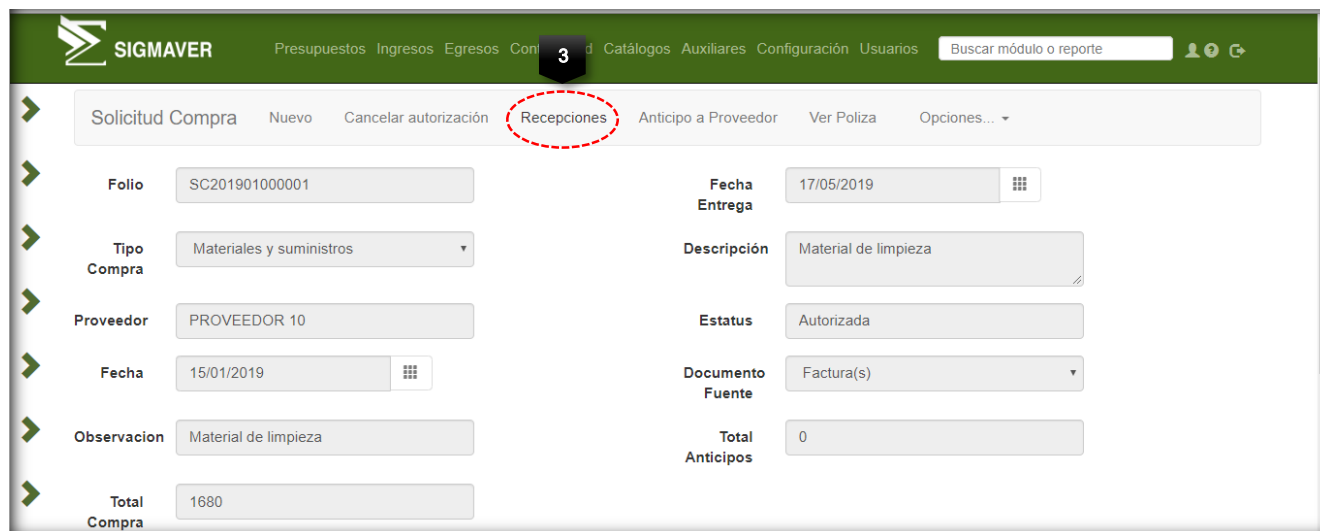 SIGMAVER
Presupuestos Ingresos Egresos Catálogos Auxiliares Configuración Usuarios
Buscar módulo o reporte
3
Solicitud Compra Nuevo Cancelar autorización Recepciones Anticipo a Proveedor Ver Poliza Opciones...
Folio SC201901000001
Fecha
Entrega
17/05/2019
Tipo
Compra
Materiales y suministros
Descripción Material de limpieza
Proveedor PROVEEDOR 10
Estatus Autorizada
Fecha 15/01/2019
Documento
Fuente
Factura(s)
Observacion Material de limpieza
Total
Anticipos
0
Total
Compra
1680